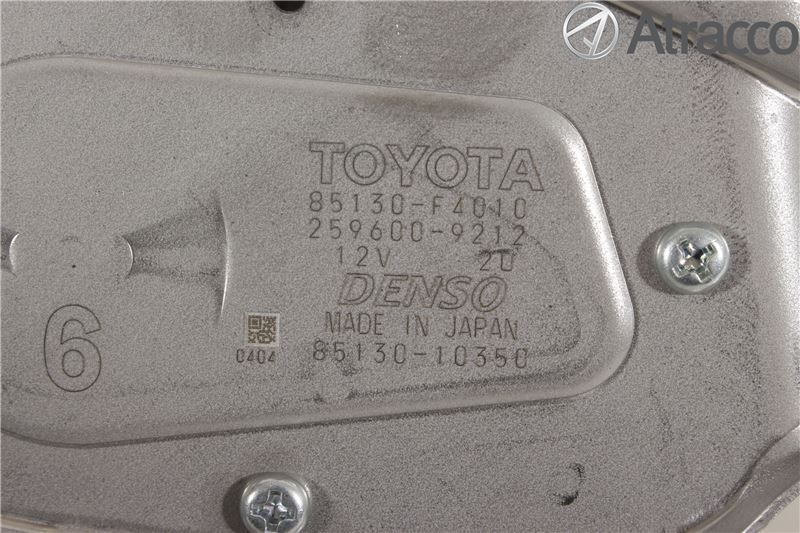 Atracco
TOYOTA
85130-F4010
259600-9212
12V 2U
DENSO
MADE IN JAPAN
0404 85130-10350
6